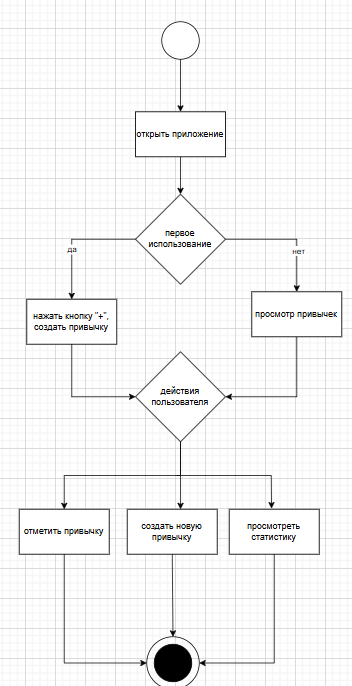 открыть приложение
первое
использование
да
нет
нажать кнопку "+",
создать привычку
просмотр привычек
действия
пользователя
отметить привычку
создать новую
привычку
просмотреть
статистику